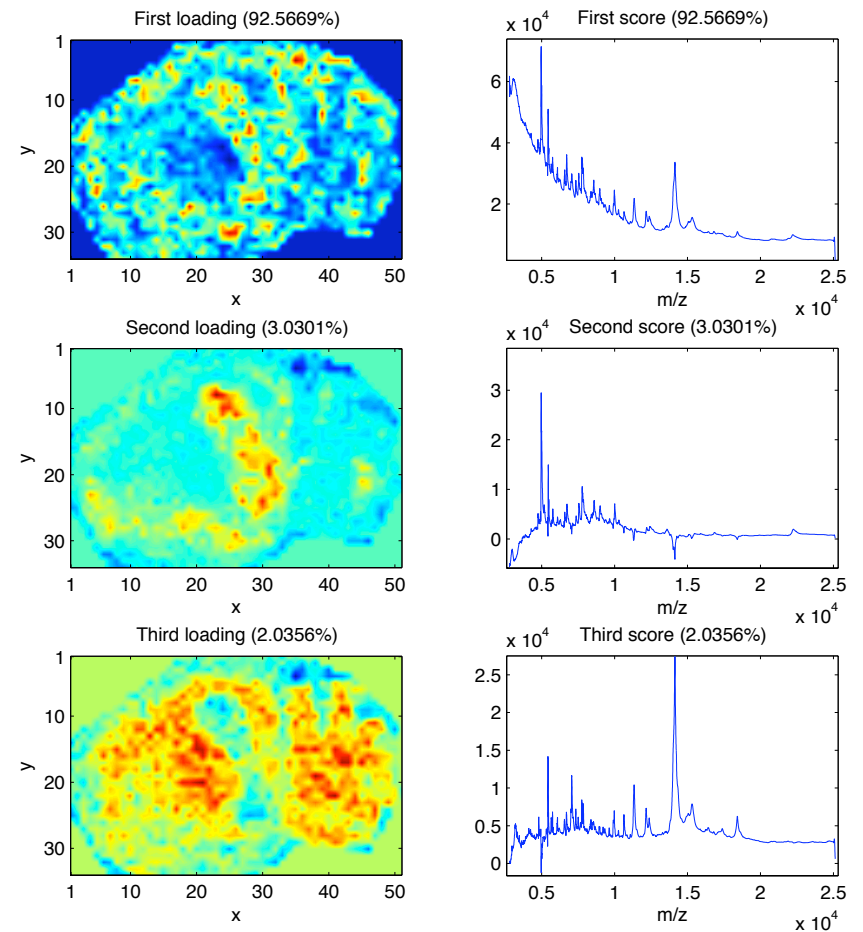 First loading (92.5669%)
1
10
20
30
y
1 10 20 30 40 50
x
First score (92.5669%)
x 10^4
6
4
2
0.5 1 1.5 2 2.5
m/z
x 10^4
Second loading (3.0301%)
1
10
20
30
y
1 10 20 30 40 50
x
Second score (3.0301%)
x 10^4
3
2
1
0
0.5 1 1.5 2 2.5
m/z
x 10^4
Third loading (2.0356%)
1
10
20
30
y
1 10 20 30 40 50
x
Third score (2.0356%)
x 10^4
2.5
2
1.5
1
0.5
0
0.5 1 1.5 2 2.5
m/z
x 10^4